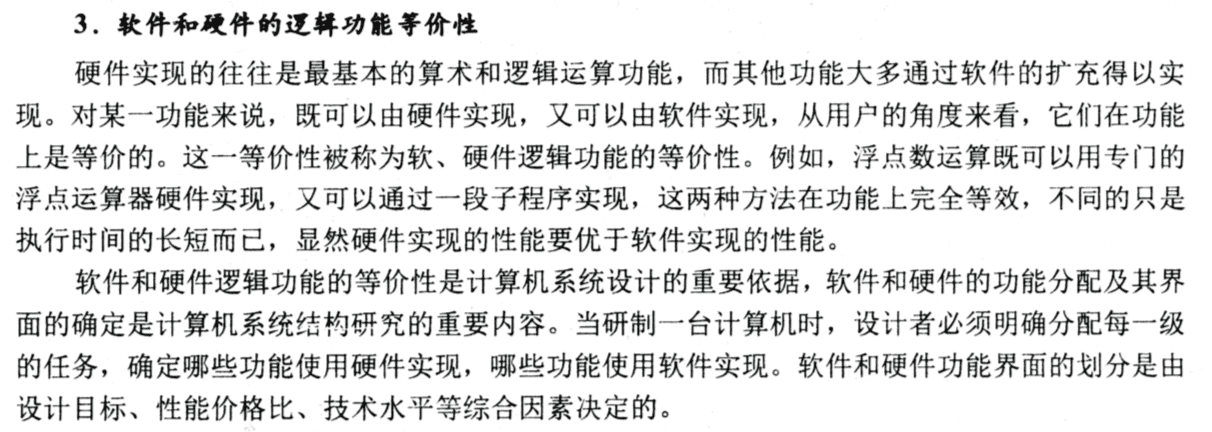 3．软件和硬件的逻辑功能等价性
硬件实现的往往是最基本的算术和逻辑运算功能，而其他功能大多通过软件的扩充得以实
现。对某一功能来说，既可以由硬件实现，又可以由软件实现，从用户的角度来看，它们在功能
上是等价的。这一等价性被称为软、硬件逻辑功能的等价性。例如，浮点数运算既可以用专门的
浮点运算器硬件实现，又可以通过一段子程序实现，这两种方法在功能上完全等效，不同的只是
执行时间的长短而已，显然硬件实现的性能要优于软件实现的性能。
软件和硬件逻辑功能的等价性是计算机系统设计的重要依据，软件和硬件的功能分配及其界
面的确定是计算机系统结构研究的重要内容。当研制一台计算机时，设计者必须明确分配每一级
的任务，确定哪些功能使用硬件实现，哪些功能使用软件实现。软件和硬件功能界面的划分是由
设计目标、性能价格比、技术水平等综合因素决定的。